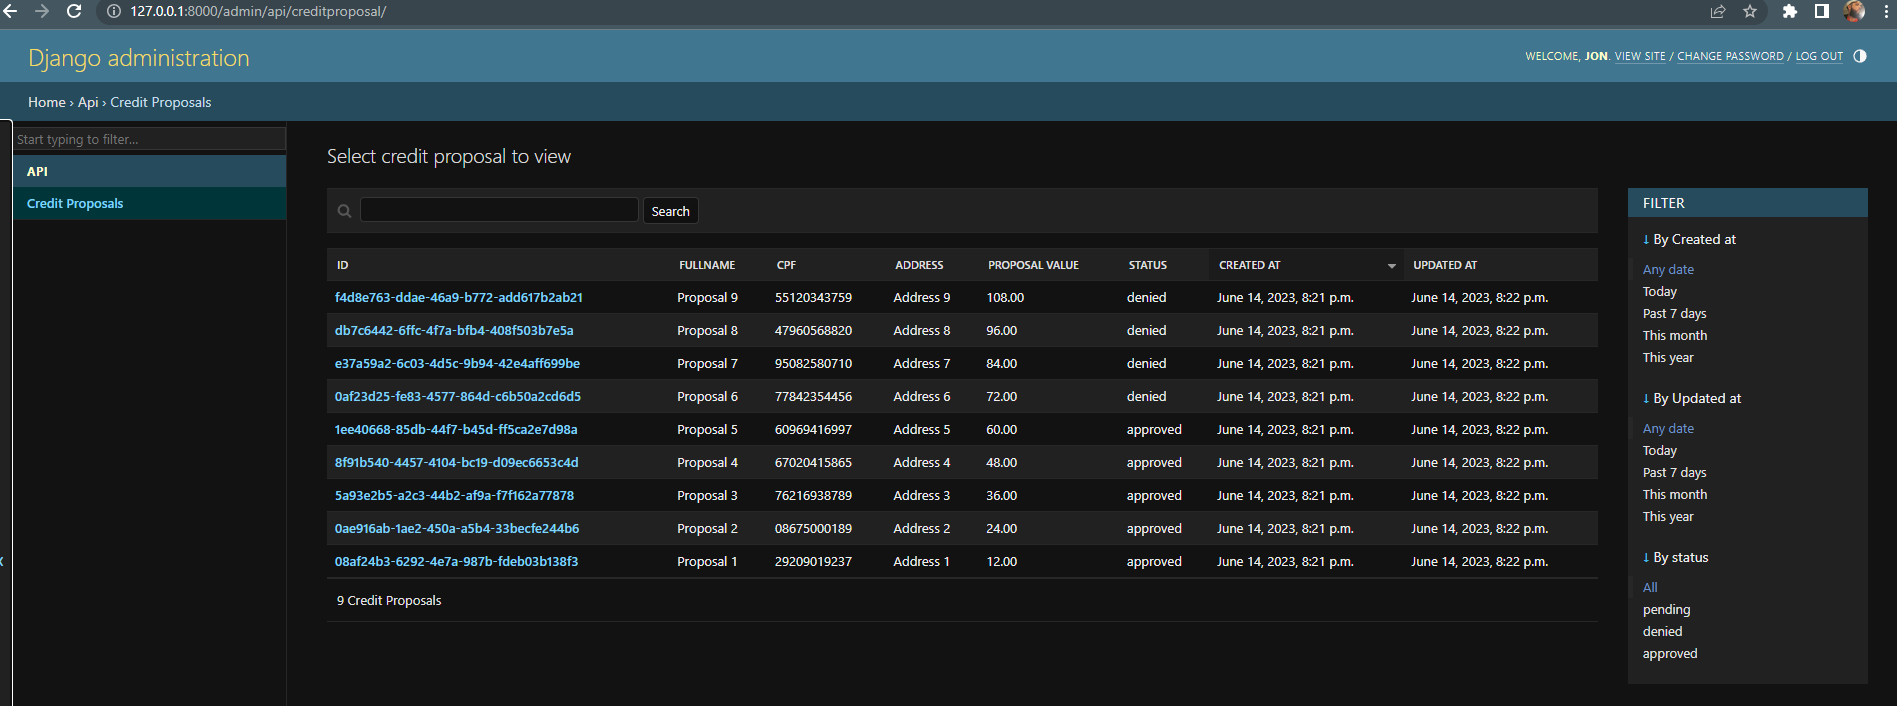 127.0.0.1:8000/admin/api/creditproposal/
Django administration
WELCOME, JON. VIEW SITE / CHANGE PASSWORD / LOG OUT
Home › Api › Credit Proposals
Start typing to filter...
API
Credit Proposals
Select credit proposal to view
Search
ID FULLNAME CPF ADDRESS PROPOSAL VALUE STATUS CREATED AT UPDATED AT
f4d8e763-ddae-46a9-b772-add617b2ab21 Proposal 9 55120343759 Address 9 108.00 denied June 14, 2023, 8:21 p.m. June 14, 2023, 8:22 p.m.
db7c6442-6ffc-4f7a-bfb4-408f503b7e5a Proposal 8 47960568820 Address 8 96.00 denied June 14, 2023, 8:21 p.m. June 14, 2023, 8:22 p.m.
e37a59a2-6c03-4d5c-9b94-42e4aff699be Proposal 7 95082580710 Address 7 84.00 denied June 14, 2023, 8:21 p.m. June 14, 2023, 8:22 p.m.
0af23d25-fe83-4577-864d-c6b50a2cd6d5 Proposal 6 77842354456 Address 6 72.00 denied June 14, 2023, 8:21 p.m. June 14, 2023, 8:22 p.m.
1ee40668-85db-44f7-b45d-ff5ca2e7d98a Proposal 5 60969416997 Address 5 60.00 approved June 14, 2023, 8:21 p.m. June 14, 2023, 8:22 p.m.
8f91b540-4457-4104-bc19-d09ec6653c4d Proposal 4 67020415865 Address 4 48.00 approved June 14, 2023, 8:21 p.m. June 14, 2023, 8:22 p.m.
5a93e2b5-a2c3-44b2-af9a-f7f162a77878 Proposal 3 76216938789 Address 3 36.00 approved June 14, 2023, 8:21 p.m. June 14, 2023, 8:22 p.m.
0ae916ab-1ae2-450a-a5b4-33becfe244b6 Proposal 2 08675000189 Address 2 24.00 approved June 14, 2023, 8:21 p.m. June 14, 2023, 8:22 p.m.
08af24b3-6292-4e7a-987b-fdeb03b138f3 Proposal 1 29209019237 Address 1 12.00 approved June 14, 2023, 8:21 p.m. June 14, 2023, 8:22 p.m.
9 Credit Proposals
FILTER
↓ By Created at
Any date
Today
Past 7 days
This month
This year
↓ By Updated at
Any date
Today
Past 7 days
This month
This year
↓ By status
All
pending
denied
approved